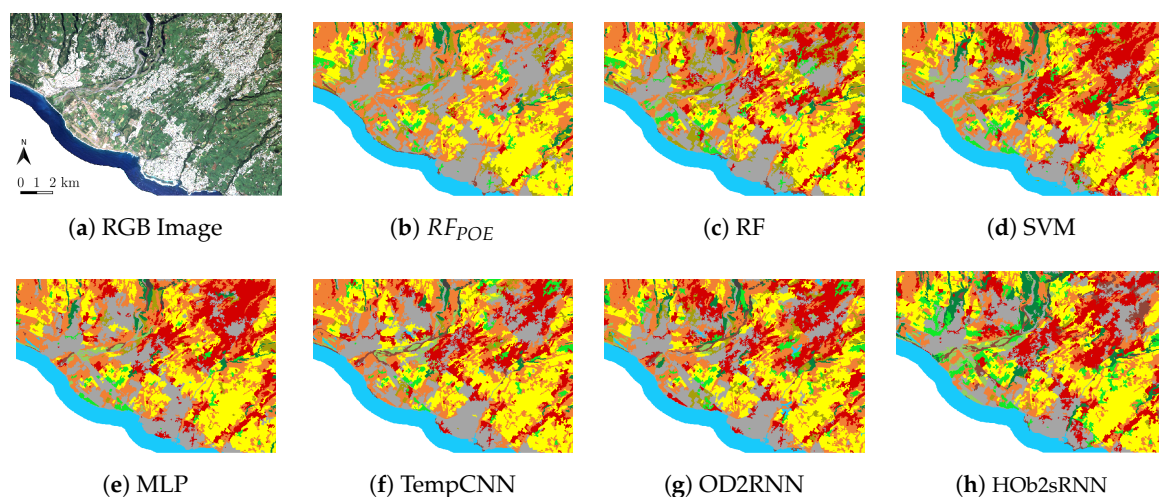 N
0 1 2 km
(a) RGB Image
(b) RF_POE
(c) RF
(d) SVM
(e) MLP
(f) TempCNN
(g) OD2RNN
(h) HOb2sRNN